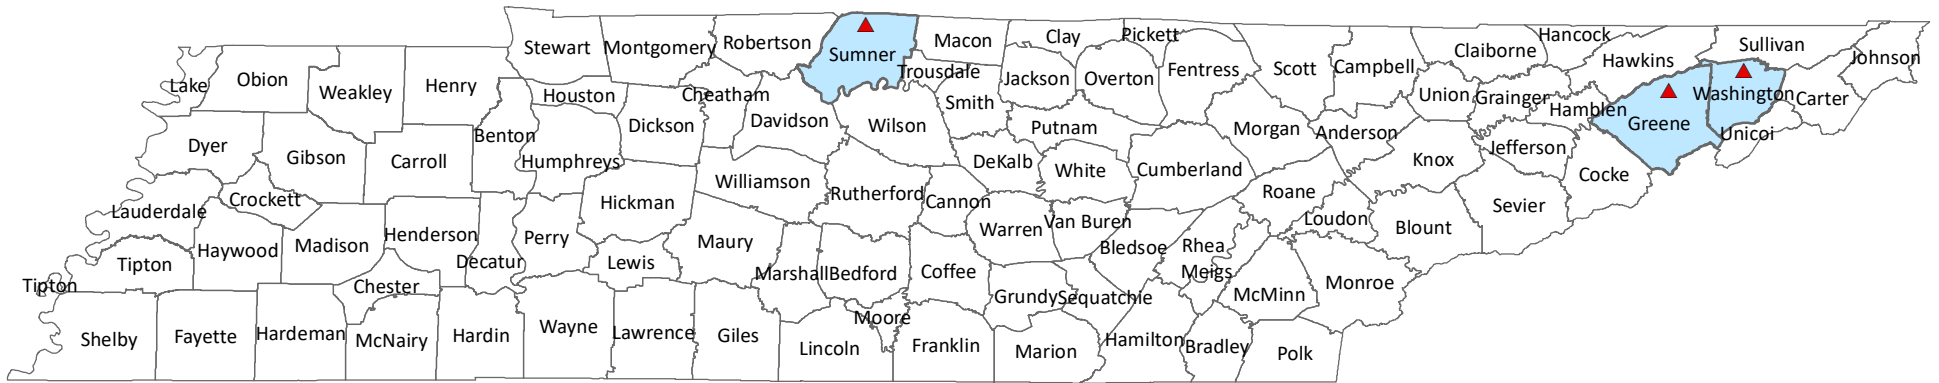 Lake
Obion
Weakley
Henry
Stewart
Montgomery
Robertson
Sumner
Macon
Clay
Pickett
Trousdale
Jackson
Overton
Fentress
Scott
Campbell
Claiborne
Hancock
Hawkins
Sullivan
Johnson
Houston
Cheatham
Smith
Union
Grainger
Hamblen
Greene
Washington
Carter
Unicoi
Dyer
Gibson
Carroll
Benton
Humphreys
Dickson
Davidson
Wilson
Putnam
Morgan
Anderson
Knox
Jefferson
Cocke
DeKalb
White
Cumberland
Roane
Loudon
Blount
Sevier
Lauderdale
Crockett
Haywood
Madison
Henderson
Decatur
Perry
Hickman
Williamson
Rutherford
Cannon
Warren
Van Buren
Bledsoe
Rhea
Meigs
Tipton
Tipton
Chester
Lewis
Maury
Marshall
Bedford
Coffee
Grundy
Sequatchie
McMinn
Monroe
Shelby
Fayette
Hardeman
McNairy
Hardin
Wayne
Lawrence
Giles
Lincoln
Moore
Franklin
Marion
Hamilton
Bradley
Polk